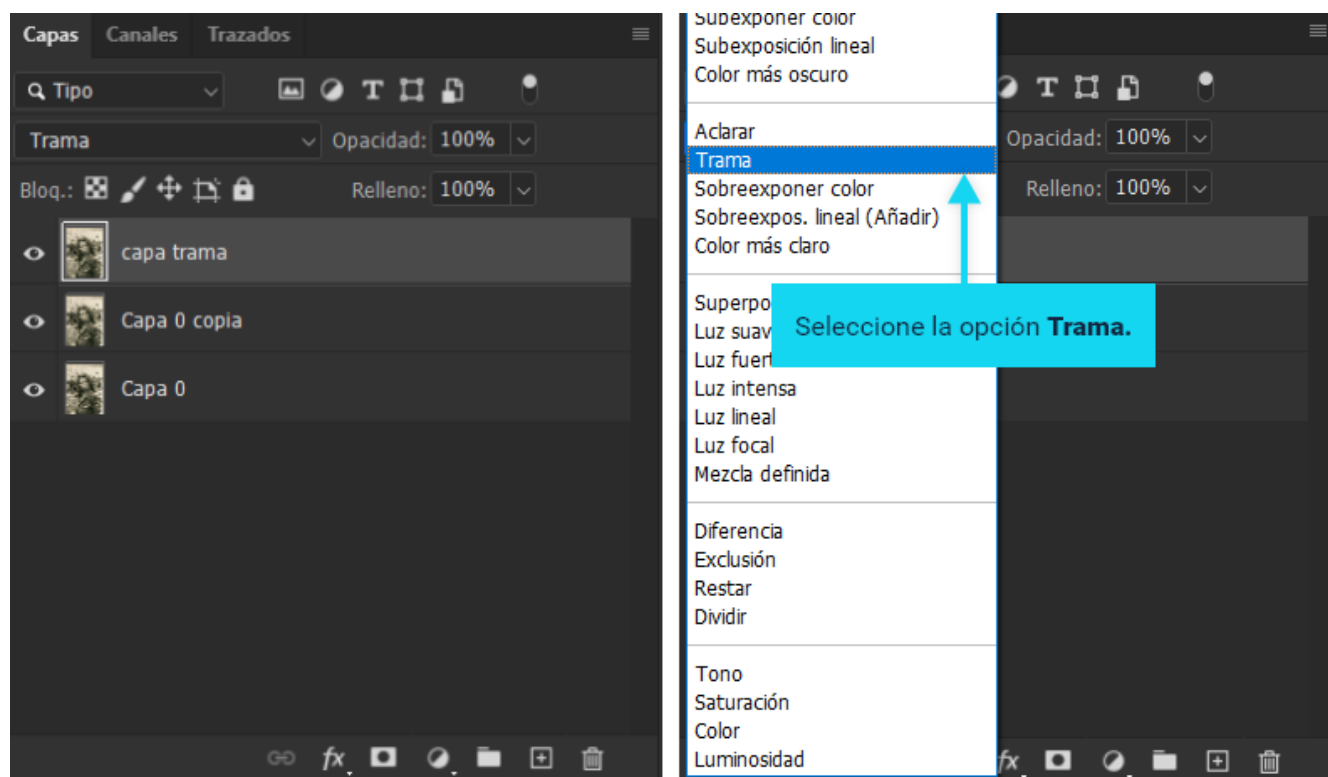 Capas Canales Trazados
Tipo
Trama Opacidad: 100%
Bloq.: Relleno: 100%
capa trama
Capa 0 copia
Capa 0
fx
Subexponer color
Subexposición lineal
Color más oscuro
Aclarar
Opacidad: 100%
Trama
Sobreexponer color
Relleno: 100%
Sobreexpos. lineal (Añadir)
Color más claro
Superpo
Luz suav
Seleccione la opción Trama.
Luz fuert
Luz intensa
Luz lineal
Luz focal
Mezcla definida
Diferencia
Exclusión
Restar
Dividir
Tono
Saturación
Color
Luminosidad
fx